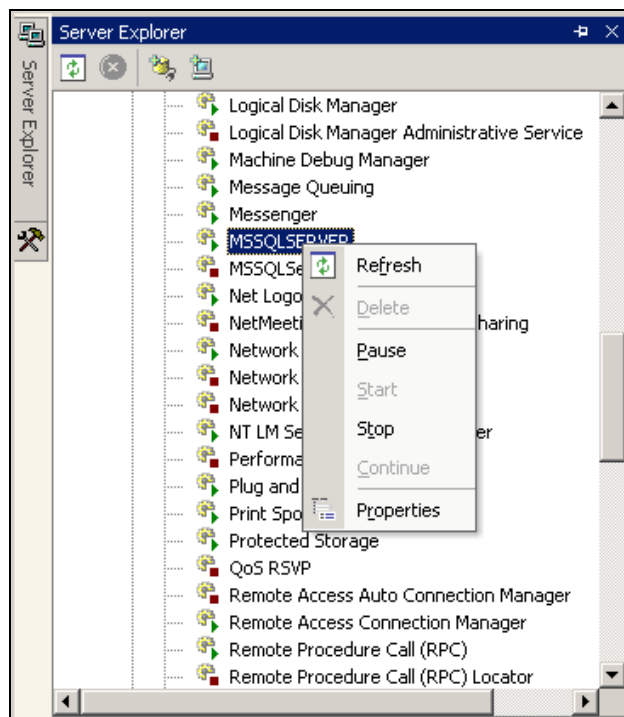 Server Explorer
Server Explorer
Logical Disk Manager
Logical Disk Manager Administrative Service
Machine Debug Manager
Message Queuing
Messenger
MSSQLSERVER
MSSQLSe
Net Logo
NetMeeti haring
Network
Network
Network
NT LM Se er
Performa
Plug and
Print Spo
Protected Storage
QoS RSVP
Remote Access Auto Connection Manager
Remote Access Connection Manager
Remote Procedure Call (RPC)
Remote Procedure Call (RPC) Locator
Refresh
Delete
Pause
Start
Stop
Continue
Properties